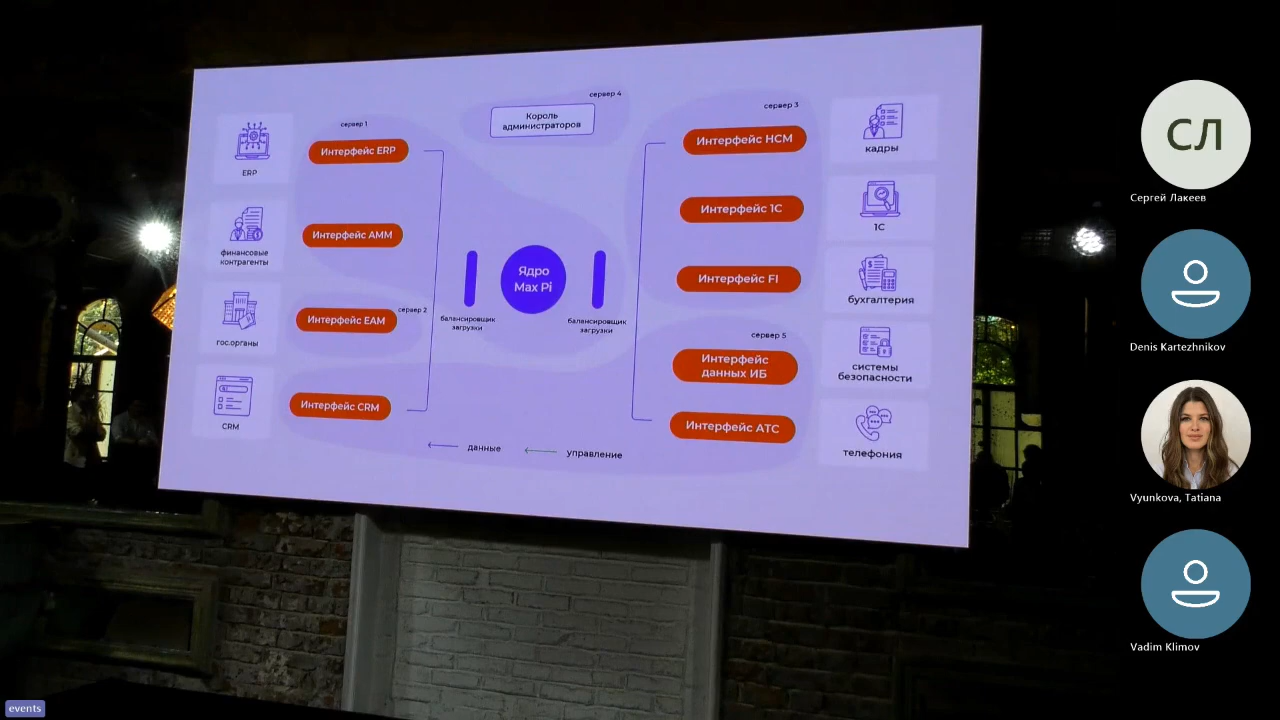 сервер 4
Король
администраторов
сервер 1
Интерфейс ERP
ERP
Интерфейс АММ
финансовые
контрагенты
Интерфейс ЕАМ
сервер 2
гос.органы
Интерфейс CRM
CRM
балансировщик
загрузки
Ядро
Max Pi
балансировщик
загрузки
данные
управление
сервер 3
Интерфейс НСМ
кадры
Интерфейс 1С
1С
Интерфейс FI
бухгалтерия
сервер 5
Интерфейс
данных ИБ
системы
безопасности
Интерфейс АТС
телефония
СЛ
Сергей Лакеев
Denis Kartezhnikov
Vyunkova, Tatiana
Vadim Klimov
events